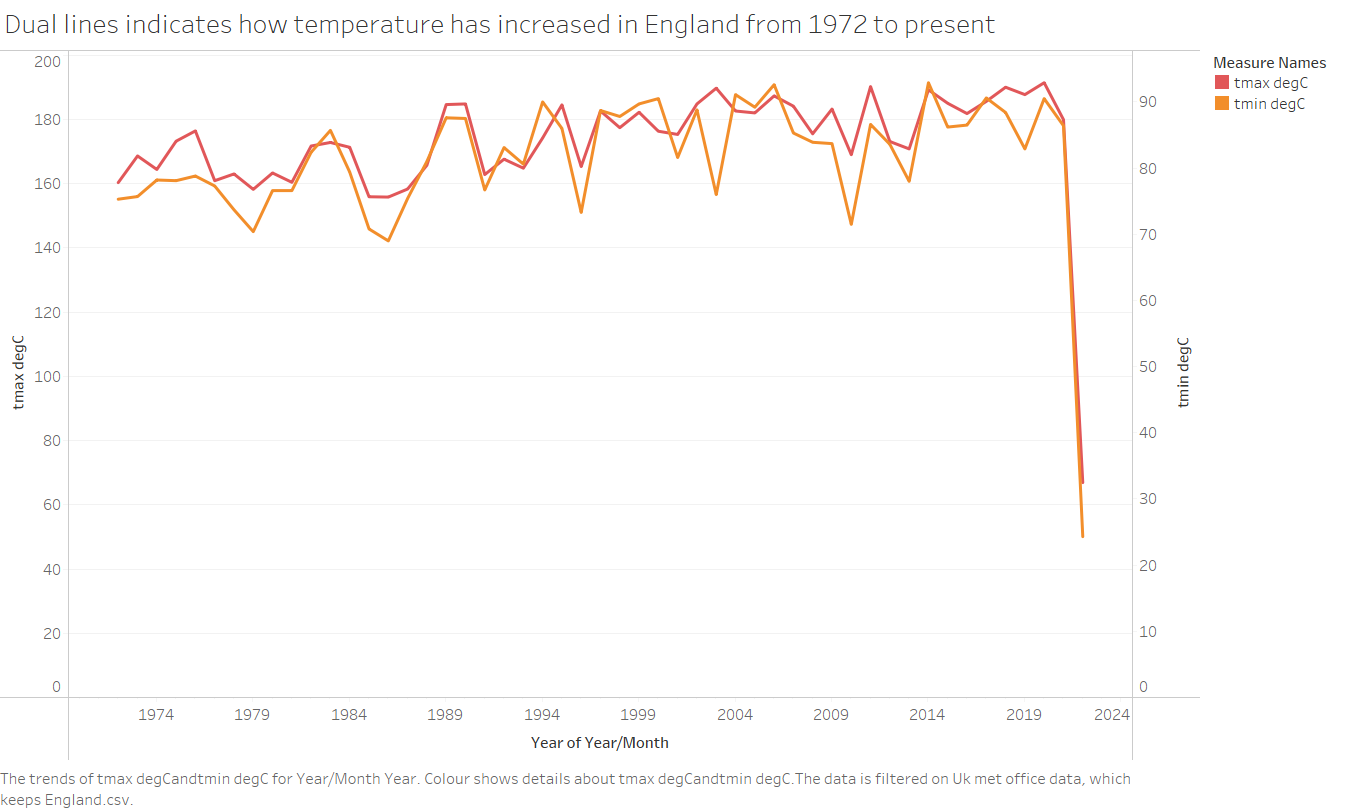 Dual lines indicates how temperature has increased in England from 1972 to present
Measure Names
tmax degC
tmin degC
200
180
160
140
120
100
80
60
40
20
0
tmax degC
90
80
70
60
50
40
30
20
10
0
tmin degC
1974 1979 1984 1989 1994 1999 2004 2009 2014 2019 2024
Year of Year/Month
The trends of tmax degCandtmin degC for Year/Month Year. Colour shows details about tmax degCandtmin degC.The data is filtered on Uk met office data, which
keeps England.csv.